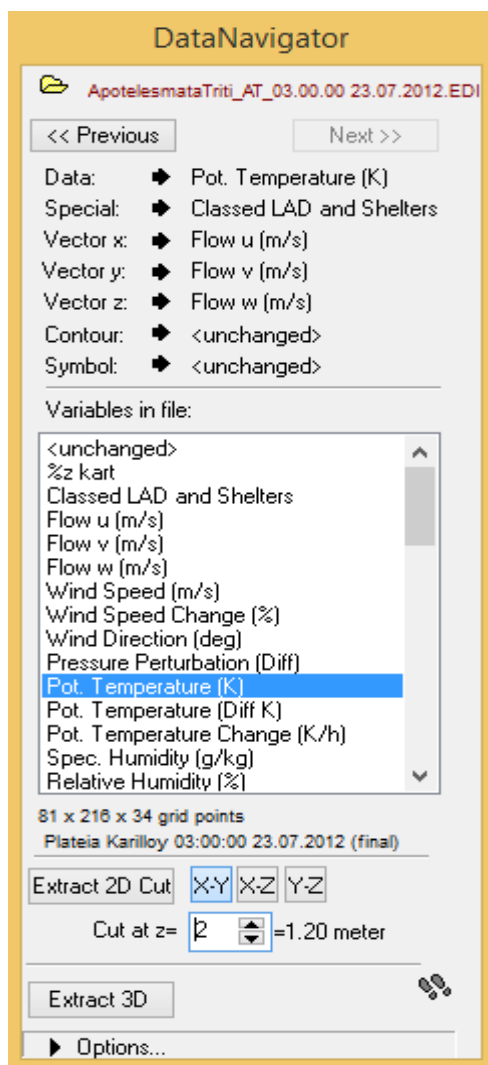 DataNavigator
ApotelesmataTriti_AT_03.00.00 23.07.2012.EDI
<< Previous Next >>
Data: Pot. Temperature (K)
Special: Classed LAD and Shelters
Vector x: Flow u (m/s)
Vector y: Flow v (m/s)
Vector z: Flow w (m/s)
Contour: <unchanged>
Symbol: <unchanged>
Variables in file:
<unchanged>
%z kart
Classed LAD and Shelters
Flow u (m/s)
Flow v (m/s)
Flow w (m/s)
Wind Speed (m/s)
Wind Speed Change (%)
Wind Direction (deg)
Pressure Perturbation (Diff)
Pot. Temperature (K)
Pot. Temperature (Diff K)
Pot. Temperature Change (K/h)
Spec. Humidity (g/kg)
Relative Humidity (%)
81 x 216 x 34 grid points
Plateia Karilloy 03:00:00 23.07.2012 (final)
Extract 2D Cut X-Y X-Z Y-Z
Cut at z= 2 =1.20 meter
Extract 3D
Options...